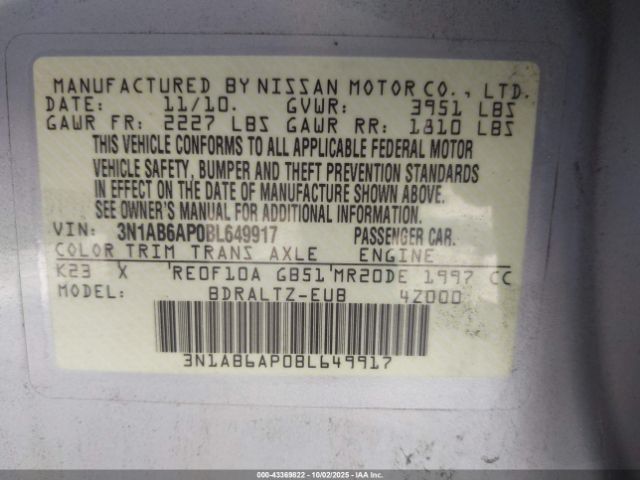 MANUFACTURED BY NISSAN MOTOR CO., LTD.
DATE: 11/10. GVWR: 3951 LBS
GAWR FR: 2227 LBS GAWR RR: 1810 LBS
THIS VEHICLE CONFORMS TO ALL APPLICABLE FEDERAL MOTOR
VEHICLE SAFETY, BUMPER AND THEFT PREVENTION STANDARDS
IN EFFECT ON THE DATE OF MANUFACTURE SHOWN ABOVE.
SEE OWNER'S MANUAL FOR ADDITIONAL INFORMATION.
VIN: 3N1AB6AP0BL649917 PASSENGER CAR.
COLOR TRIM TRANS AXLE ENGINE
K23 X RE0F10A GB51 MR20DE 1997 CC
MODEL: BDRALTZ-EUB 4Z000
3N1AB6AP0BL649917
000-43369822 10/02/2025 IAAI.COM